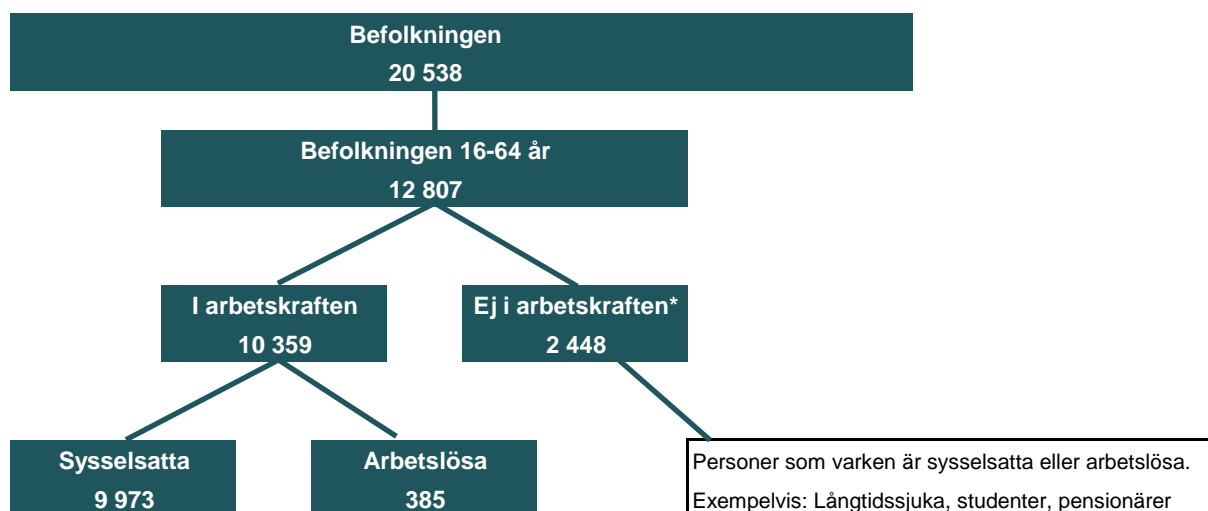 Befolkningen
20 538
Befolkningen 16-64 år
12 807
I arbetskraften
10 359
Ej i arbetskraften*
2 448
Sysselsatta
9 973
Arbetslösa
385
Personer som varken är sysselsatta eller arbetslösa.
Exempelvis: Långtidssjuka, studenter, pensionärer